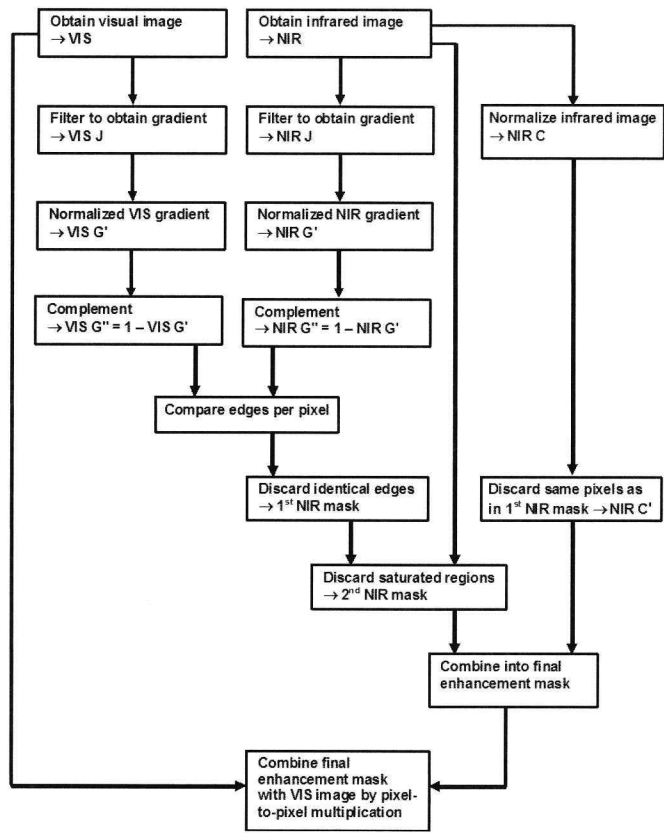 Obtain visual image
→ VIS
Obtain infrared image
→ NIR
Filter to obtain gradient
→ VIS J
Filter to obtain gradient
→ NIR J
Normalize infrared image
→ NIR C
Normalized VIS gradient
→ VIS G'
Normalized NIR gradient
→ NIR G'
Complement
→ VIS G'' = 1 – VIS G'
Complement
→ NIR G'' = 1 – NIR G'
Compare edges per pixel
Discard identical edges
→ 1st NIR mask
Discard same pixels as
in 1st NIR mask → NIR C'
Discard saturated regions
→ 2nd NIR mask
Combine into final
enhancement mask
Combine final
enhancement mask
with VIS image by pixel-
to-pixel multiplication